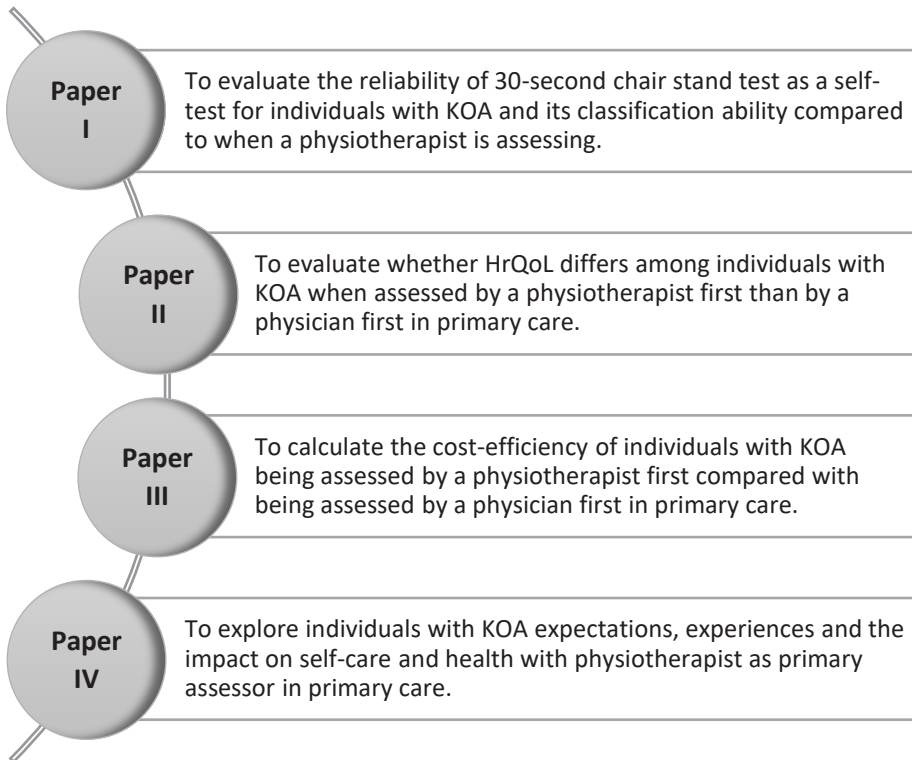 Paper
I
To evaluate the reliability of 30-second chair stand test as a self-
test for individuals with KOA and its classification ability compared
to when a physiotherapist is assessing.
Paper
II
To evaluate whether HrQoL differs among individuals with
KOA when assessed by a physiotherapist first than by a
physician first in primary care.
Paper
III
To calculate the cost-efficiency of individuals with KOA
being assessed by a physiotherapist first compared with
being assessed by a physician first in primary care.
Paper
IV
To explore individuals with KOA expectations, experiences and the
impact on self-care and health with physiotherapist as primary
assessor in primary care.